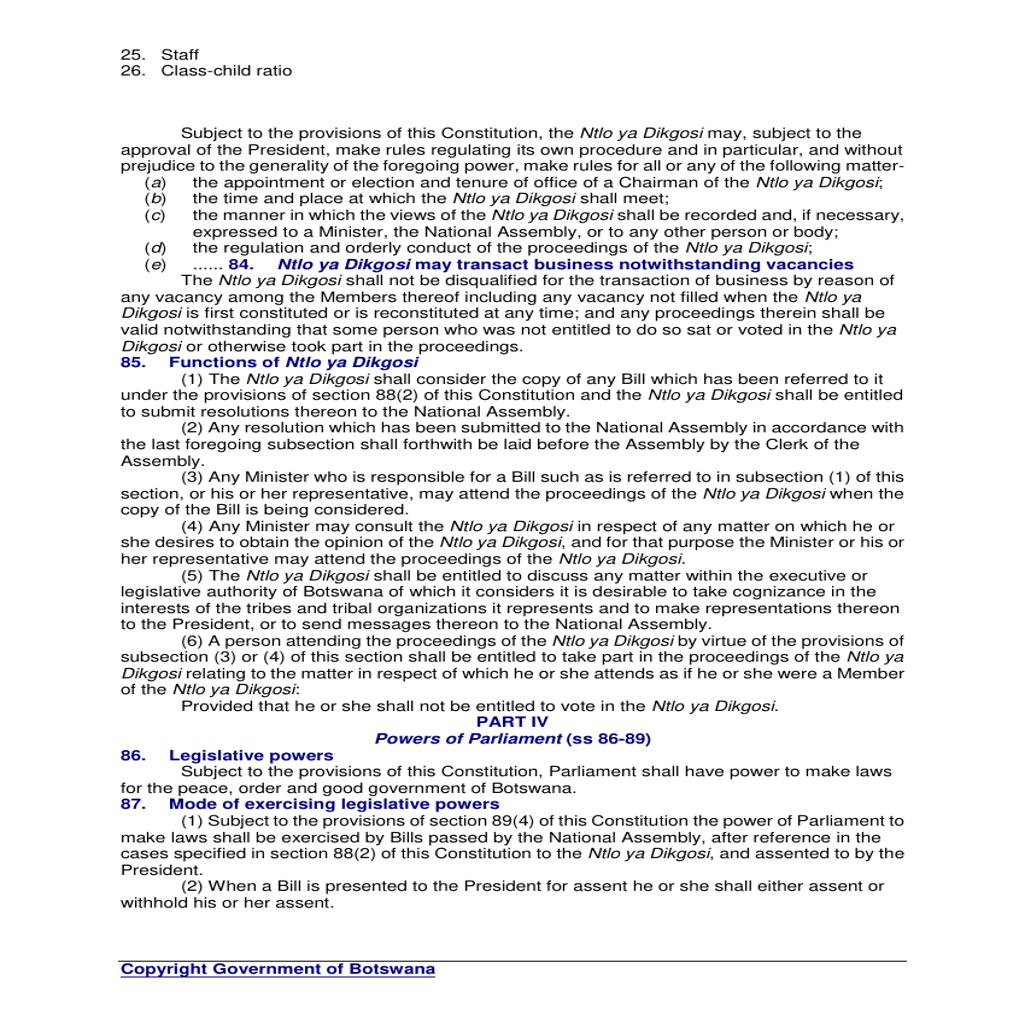 25. Staff
26. Class-child ratio
Subject to the provisions of this Constitution, the Ntlo ya Dikgosi may, subject to the
approval of the President, make rules regulating its own procedure and in particular, and without
prejudice to the generality of the foregoing power, make rules for all or any of the following matter-
(a) the appointment or election and tenure of office of a Chairman of the Ntlo ya Dikgosi;
(b) the time and place at which the Ntlo ya Dikgosi shall meet;
(c) the manner in which the views of the Ntlo ya Dikgosi shall be recorded and, if necessary,
expressed to a Minister, the National Assembly, or to any other person or body;
(d) the regulation and orderly conduct of the proceedings of the Ntlo ya Dikgosi;
(e) ...... 84. Ntlo ya Dikgosi may transact business notwithstanding vacancies
The Ntlo ya Dikgosi shall not be disqualified for the transaction of business by reason of
any vacancy among the Members thereof including any vacancy not filled when the Ntlo ya
Dikgosi is first constituted or is reconstituted at any time; and any proceedings therein shall be
valid notwithstanding that some person who was not entitled to do so sat or voted in the Ntlo ya
Dikgosi or otherwise took part in the proceedings.
85. Functions of Ntlo ya Dikgosi
(1) The Ntlo ya Dikgosi shall consider the copy of any Bill which has been referred to it
under the provisions of section 88(2) of this Constitution and the Ntlo ya Dikgosi shall be entitled
to submit resolutions thereon to the National Assembly.
(2) Any resolution which has been submitted to the National Assembly in accordance with
the last foregoing subsection shall forthwith be laid before the Assembly by the Clerk of the
Assembly.
(3) Any Minister who is responsible for a Bill such as is referred to in subsection (1) of this
section, or his or her representative, may attend the proceedings of the Ntlo ya Dikgosi when the
copy of the Bill is being considered.
(4) Any Minister may consult the Ntlo ya Dikgosi in respect of any matter on which he or
she desires to obtain the opinion of the Ntlo ya Dikgosi, and for that purpose the Minister or his or
her representative may attend the proceedings of the Ntlo ya Dikgosi.
(5) The Ntlo ya Dikgosi shall be entitled to discuss any matter within the executive or
legislative authority of Botswana of which it considers it is desirable to take cognizance in the
interests of the tribes and tribal organizations it represents and to make representations thereon
to the President, or to send messages thereon to the National Assembly.
(6) A person attending the proceedings of the Ntlo ya Dikgosi by virtue of the provisions of
subsection (3) or (4) of this section shall be entitled to take part in the proceedings of the Ntlo ya
Dikgosi relating to the matter in respect of which he or she attends as if he or she were a Member
of the Ntlo ya Dikgosi:
Provided that he or she shall not be entitled to vote in the Ntlo ya Dikgosi.
PART IV
Powers of Parliament (ss 86-89)
86. Legislative powers
Subject to the provisions of this Constitution, Parliament shall have power to make laws
for the peace, order and good government of Botswana.
87. Mode of exercising legislative powers
(1) Subject to the provisions of section 89(4) of this Constitution the power of Parliament to
make laws shall be exercised by Bills passed by the National Assembly, after reference in the
cases specified in section 88(2) of this Constitution to the Ntlo ya Dikgosi, and assented to by the
President.
(2) When a Bill is presented to the President for assent he or she shall either assent or
withhold his or her assent.
Copyright Government of Botswana